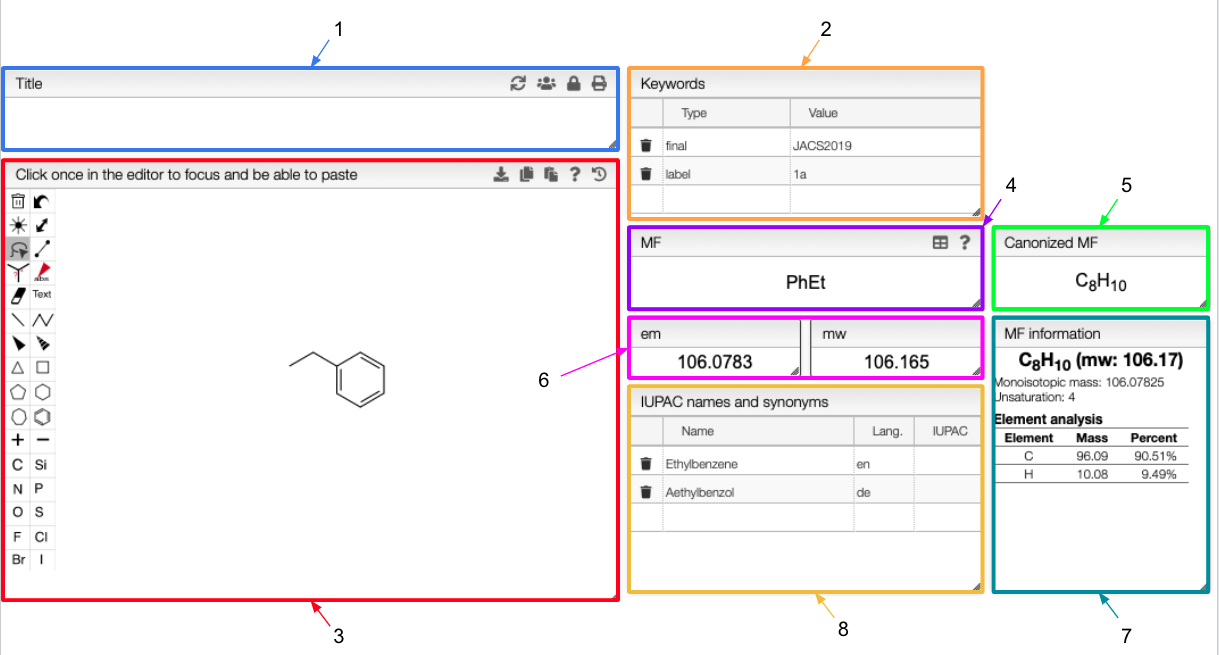 1
2
Title
Keywords
Type Value
final JACS2019
label 1a
Click once in the editor to focus and be able to paste
?
abs
Text
+ −
C Si
N P
O S
F Cl
Br I
3
4
MF ?
PhEt
5
Canonized MF
C8H10
6
em
106.0783
mw
106.165
IUPAC names and synonyms
Name Lang. IUPAC
Ethylbenzene en
Aethylbenzol de
8
MF information
C8H10 (mw: 106.17)
Monoisotopic mass: 106.07825
Unsaturation: 4
Element analysis
Element Mass Percent
C 96.09 90.51%
H 10.08 9.49%
7